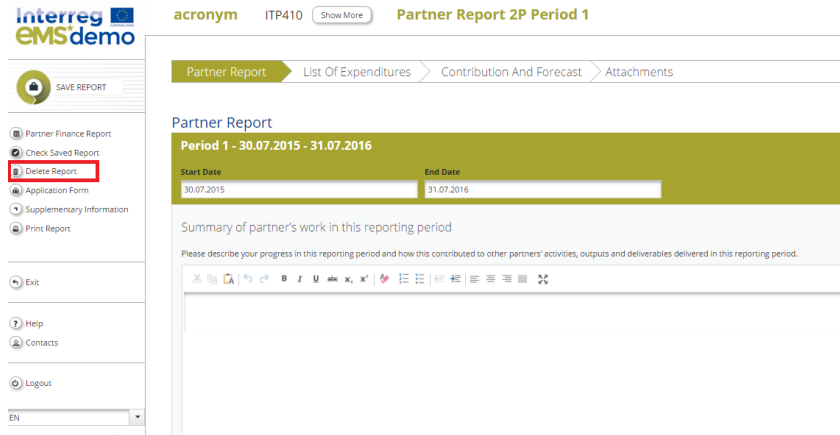 Interreg
eMS demo
acronym ITP410 Show More Partner Report 2P Period 1
SAVE REPORT
Partner Report List Of Expenditures Contribution And Forecast Attachments
Partner Report
Period 1 - 30.07.2015 - 31.07.2016
Start Date End Date
30.07.2015 31.07.2016
Partner Finance Report
Check Saved Report
Delete Report
Application Form
Supplementary Information
Print Report
Exit
Help
Contacts
Logout
EN
Summary of partner's work in this reporting period
Please describe your progress in this reporting period and how this contributed to other partners' activities, outputs and deliverables delivered in this reporting period.
B I U abc x, x²